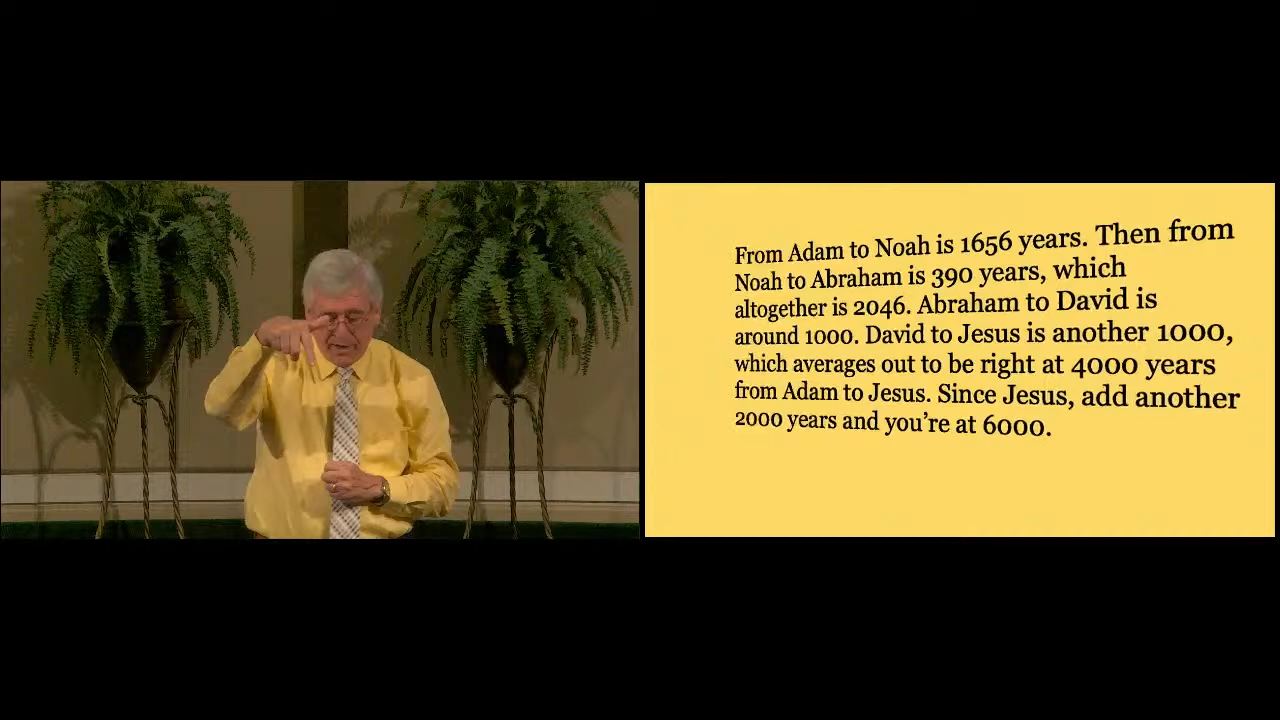 From Adam to Noah is 1656 years. Then from
Noah to Abraham is 390 years, which
altogether is 2046. Abraham to David is
around 1000. David to Jesus is another 1000,
which averages out to be right at 4000 years
from Adam to Jesus. Since Jesus, add another
2000 years and you're at 6000.